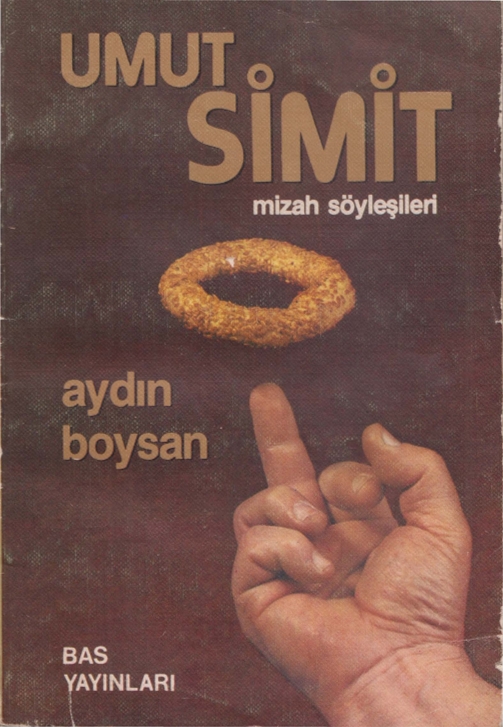 UMUT
SİMİT
mizah söyleşileri
aydın
boysan
BAS
YAYINLARI